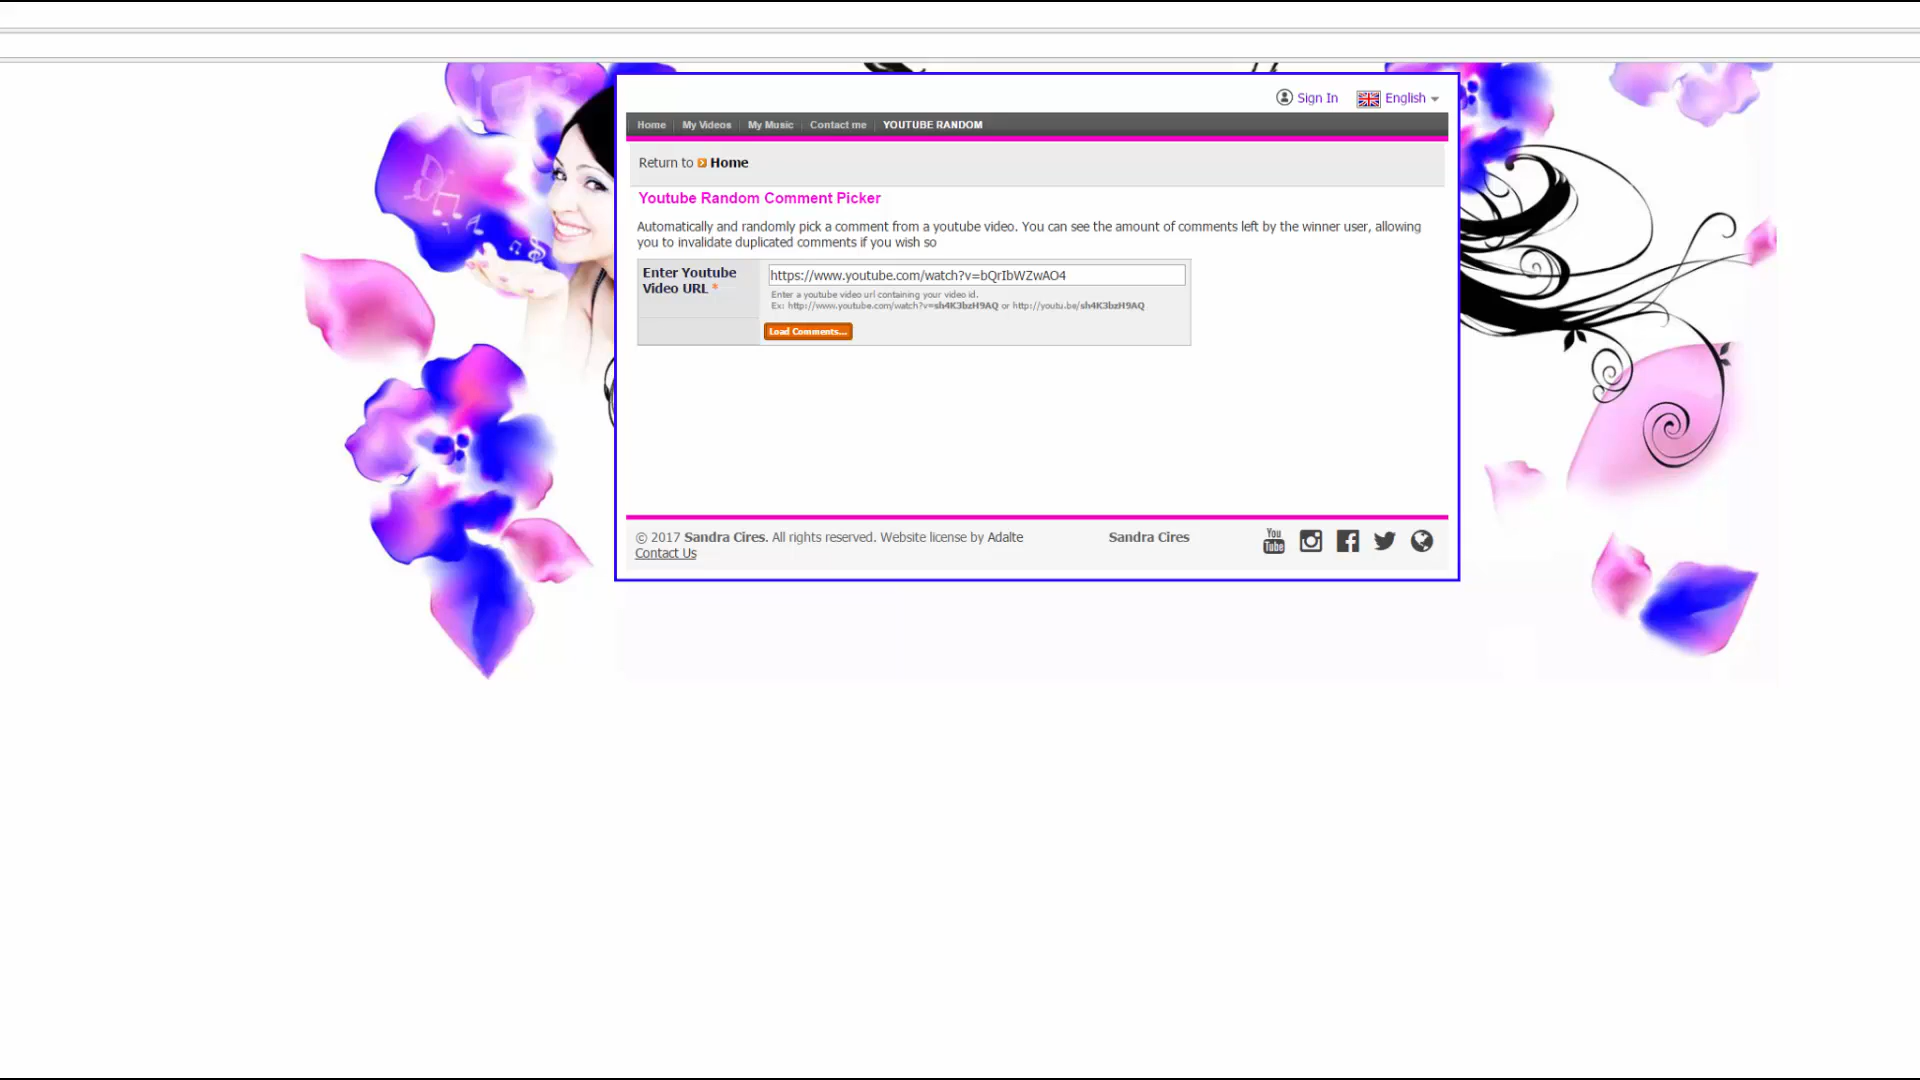 Sign In English
Home My Videos My Music Contact me YOUTUBE RANDOM
Return to Home
Youtube Random Comment Picker
Automatically and randomly pick a comment from a youtube video. You can see the amount of comments left by the winner user, allowing
you to invalidate duplicated comments if you wish so
Enter Youtube
Video URL *
https://www.youtube.com/watch?v=bQrIbWZwAO4
Enter a youtube video url containing your video id.
Ex: http://www.youtube.com/watch?v=sh4K3bzH9AQ or http://youtu.be/sh4K3bzH9AQ
Load Comments...
© 2017 Sandra Cires. All rights reserved. Website license by Adalte
Contact Us
Sandra Cires
You
Tube